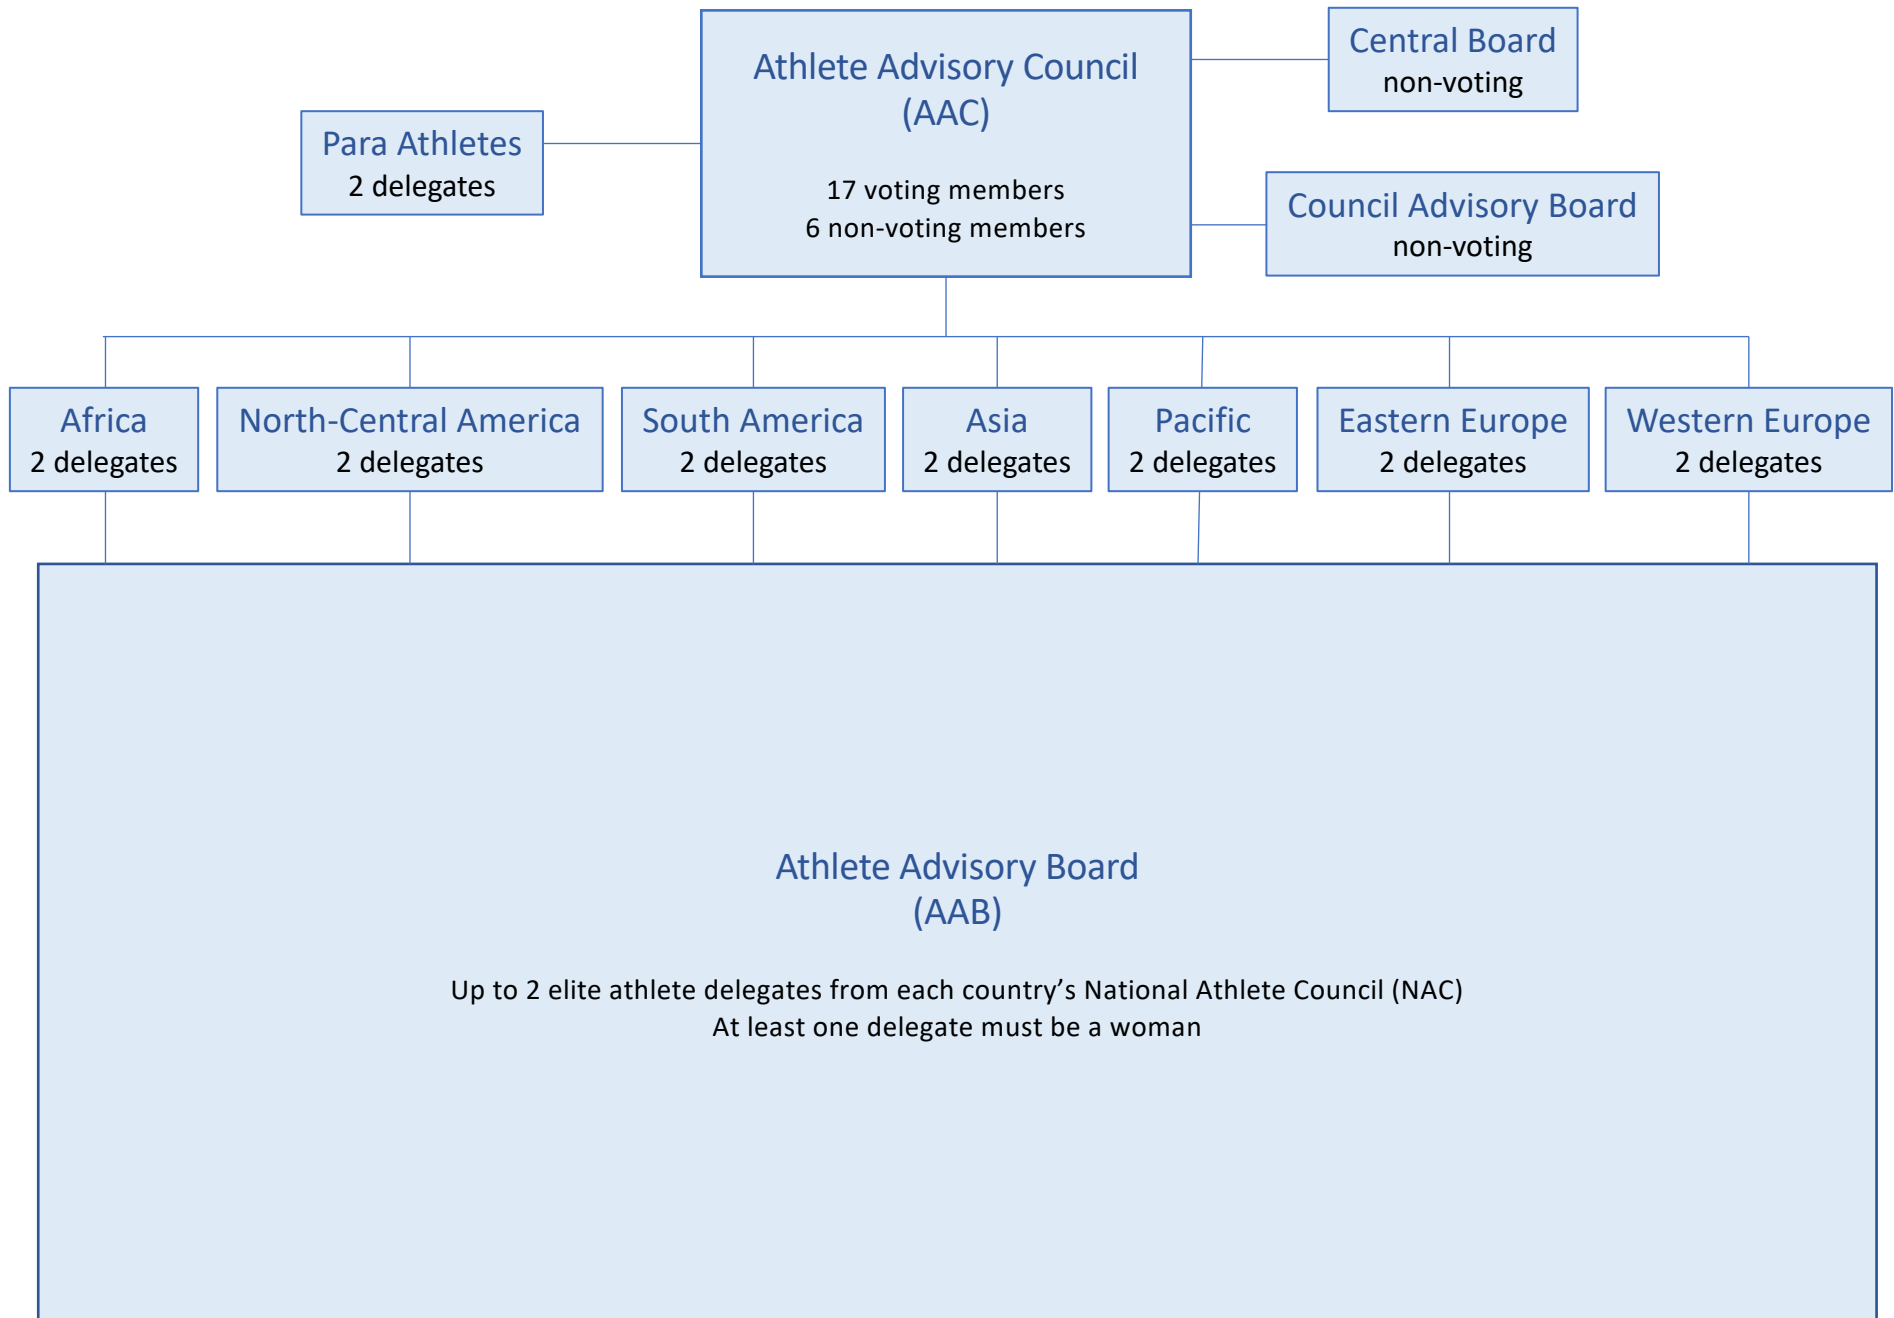 Athlete Advisory Council
(AAC)
17 voting members
6 non-voting members
Central Board
non-voting
Para Athletes
2 delegates
Council Advisory Board
non-voting
Africa
2 delegates
North-Central America
2 delegates
South America
2 delegates
Asia
2 delegates
Pacific
2 delegates
Eastern Europe
2 delegates
Western Europe
2 delegates
Athlete Advisory Board
(AAB)
Up to 2 elite athlete delegates from each country’s National Athlete Council (NAC)
At least one delegate must be a woman